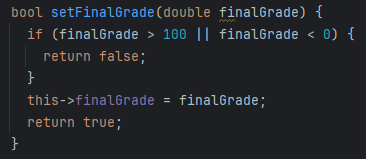 bool setFinalGrade(double finalGrade) {
  if (finalGrade > 100 || finalGrade < 0) {
    return false;
  }
  this->finalGrade = finalGrade;
  return true;
}